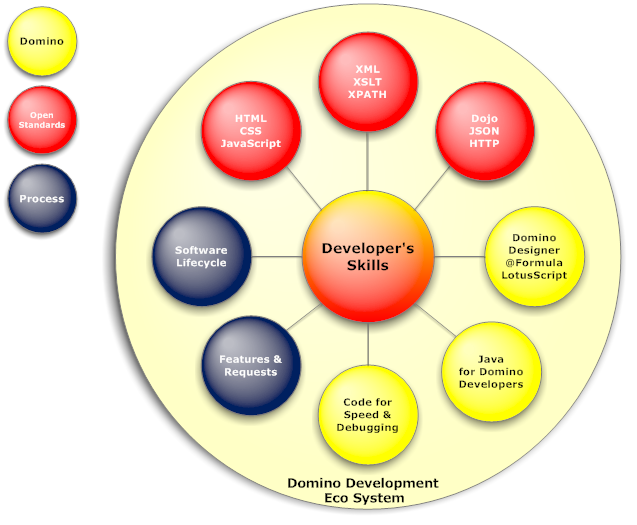 Domino
Open
Standards
Process
XML
XSLT
XPATH
HTML
CSS
JavaScript
Dojo
JSON
HTTP
Software
Lifecycle
Developer's
Skills
Domino
Designer
@Formula
LotusScript
Features &
Requests
Java
for Domino
Developers
Code for
Speed &
Debugging
Domino Development
Eco System